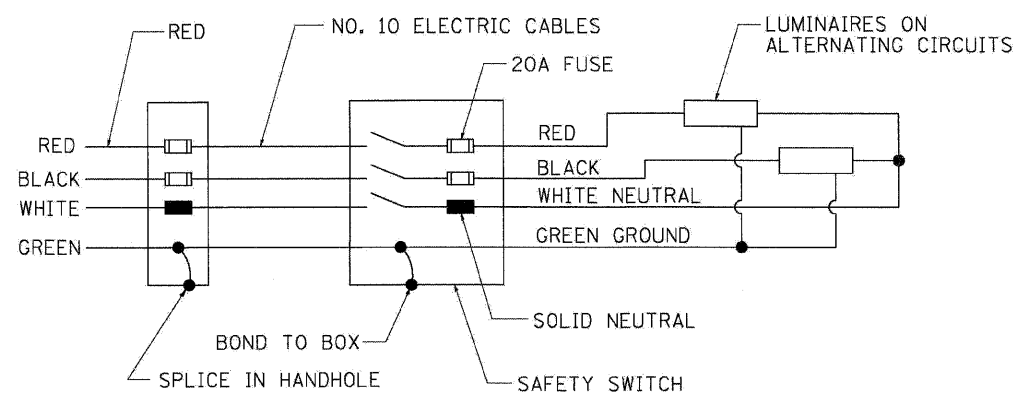 RED
NO. 10 ELECTRIC CABLES
LUMINAIRES ON
ALTERNATING CIRCUITS
20A FUSE
RED
RED
BLACK
BLACK
WHITE
WHITE NEUTRAL
GREEN
GREEN GROUND
SOLID NEUTRAL
BOND TO BOX
SPLICE IN HANDHOLE
SAFETY SWITCH